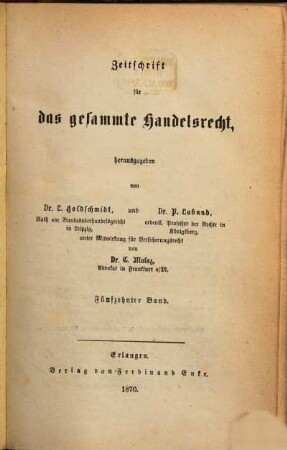 Zeitschrift
für
das gesammte Handelsrecht,
herausgegeben
von
Dr. L. Goldschmidt, und Dr. P. Laband,
Rath am Bundesoberhandelsgericht ordentl. Professor der Rechte in
in Leipzig, Königsberg.
unter Mitwirkung für Versicherungsrecht
von
Dr. C. Malss,
Advokat in Frankfurt a/M.
Fünfzehnter Band.
Erlangen.
Verlag von Ferdinand Enke.
1870.